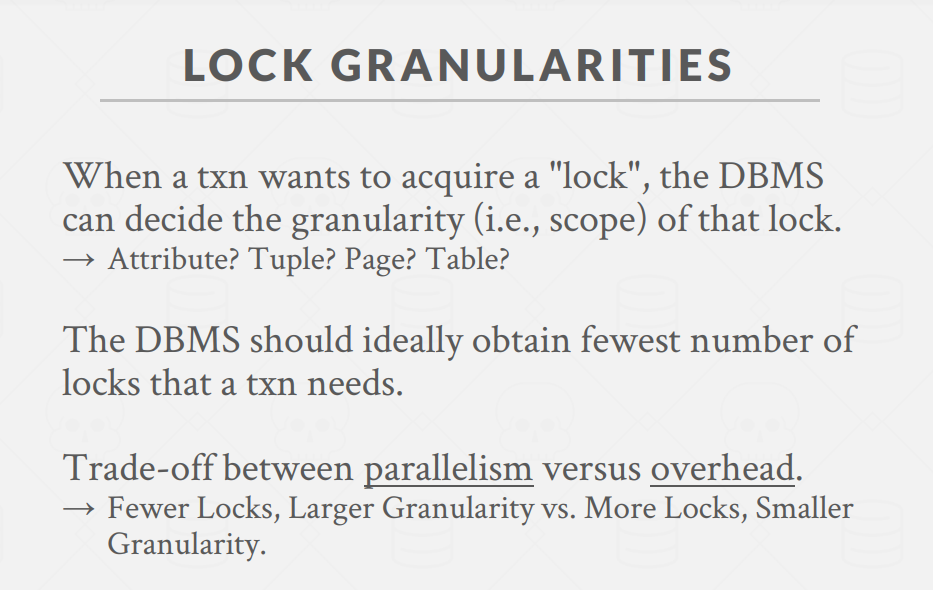 LOCK GRANULARITIES
When a txn wants to acquire a "lock", the DBMS
can decide the granularity (i.e., scope) of that lock.
→ Attribute? Tuple? Page? Table?
The DBMS should ideally obtain fewest number of
locks that a txn needs.
Trade-off between parallelism versus overhead.
→ Fewer Locks, Larger Granularity vs. More Locks, Smaller
Granularity.